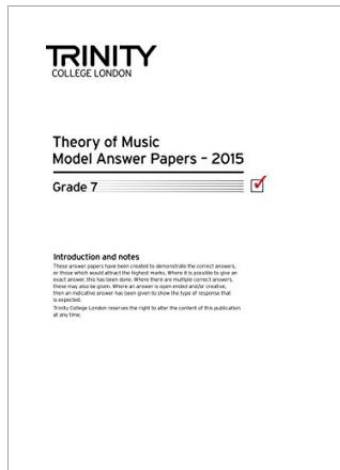 TRINITY
COLLEGE LONDON
Theory of Music
Model Answer Papers – 2015
Grade 7
Introduction and notes
These answer papers have been created to demonstrate the correct answers,
or those which would attract the highest marks. Where it is possible to give an
exact answer, this has been done. Where there are multiple correct answers,
these may also be given. Where an answer is open ended and/or creative,
then an indicative answer has been given to show the type of response that
is expected.
Trinity College London reserves the right to alter the content of this publication
at any time.